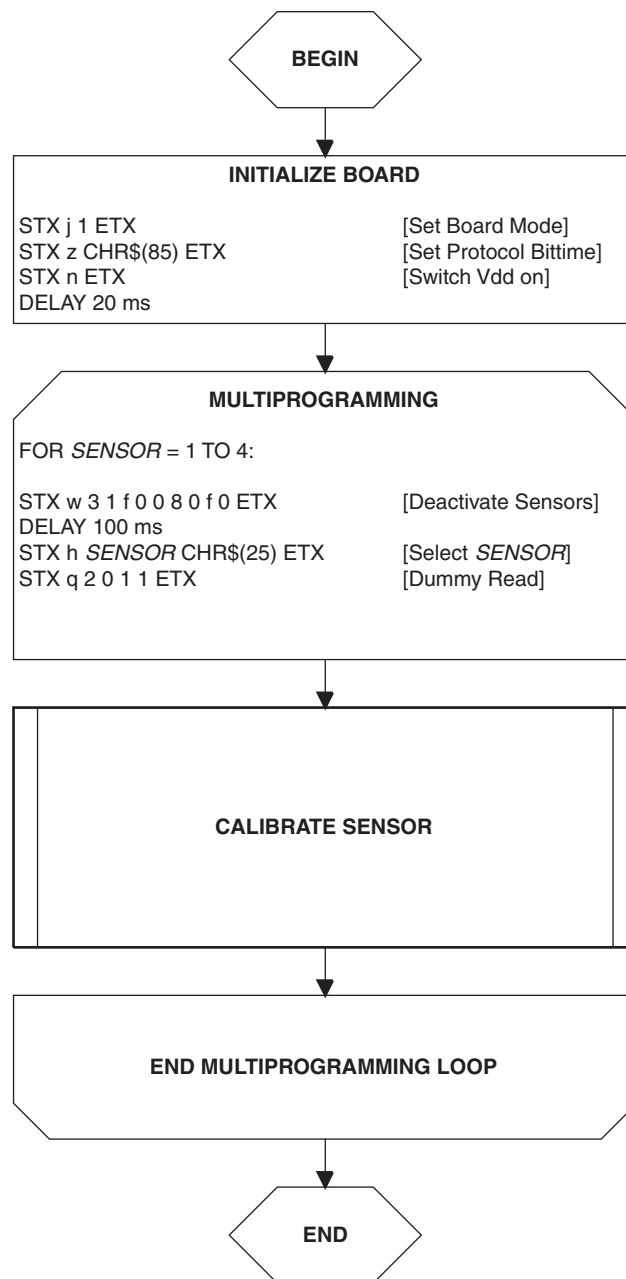 BEGIN
INITIALIZE BOARD
STX j 1 ETX [Set Board Mode]
STX z CHR$(85) ETX [Set Protocol Bittime]
STX n ETX [Switch Vdd on]
DELAY 20 ms
MULTIPROGRAMMING
FOR SENSOR = 1 TO 4:
STX w 3 1 f 0 0 8 0 f 0 ETX [Deactivate Sensors]
DELAY 100 ms
STX h SENSOR CHR$(25) ETX [Select SENSOR]
STX q 2 0 1 1 ETX [Dummy Read]
CALIBRATE SENSOR
END MULTIPROGRAMMING LOOP
END